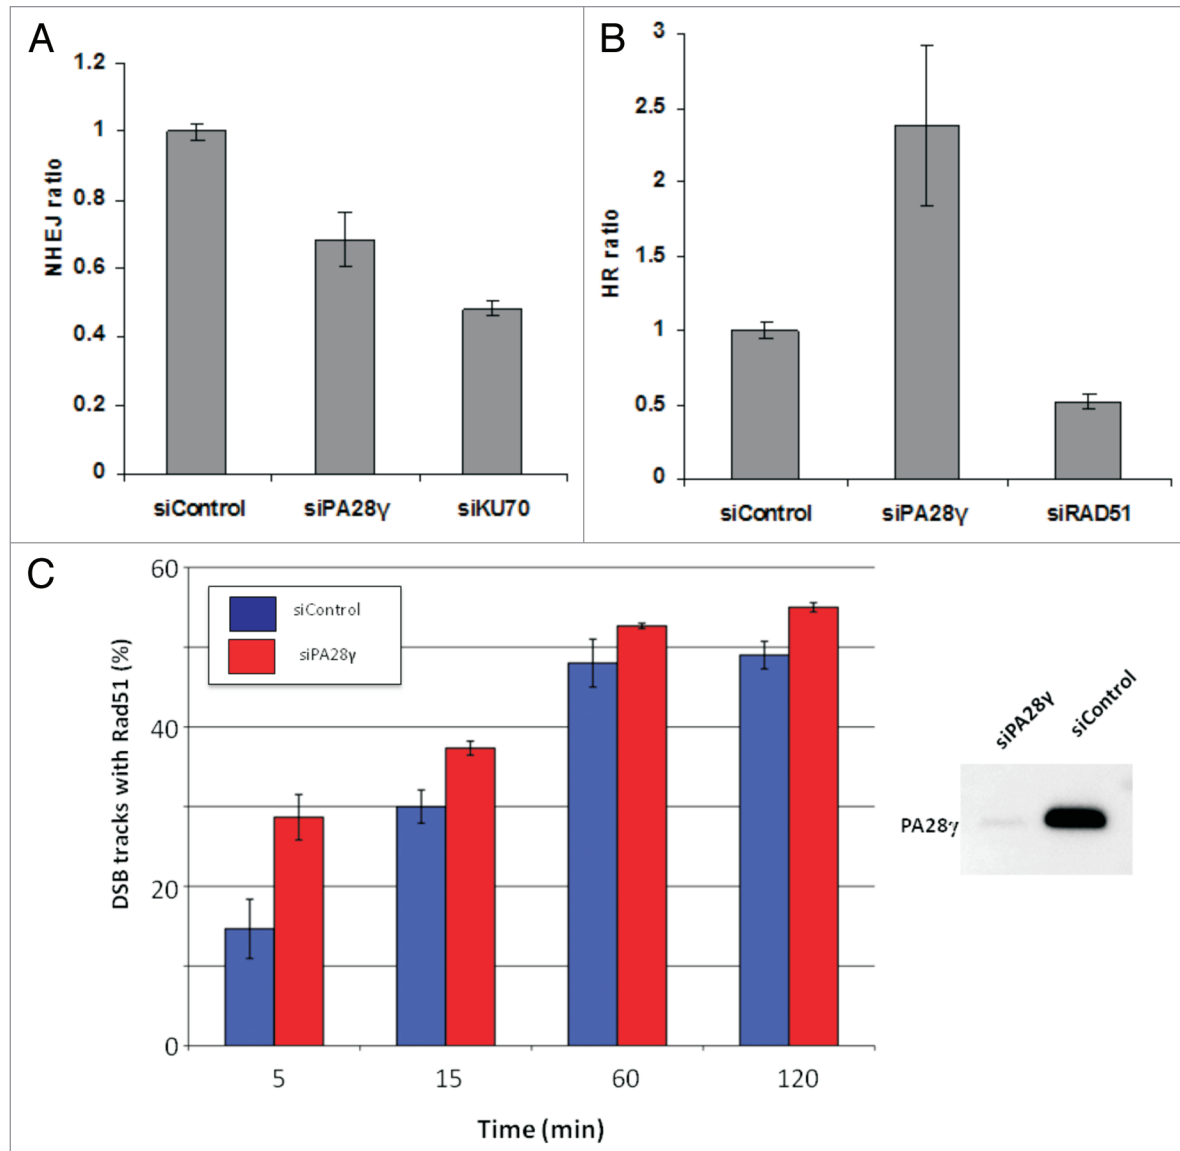 A
1.2
1
0.8
0.6
0.4
0.2
0
NHEJ ratio
siControl siPA28γ siKU70
B
3
2.5
2
1.5
1
0.5
0
HR ratio
siControl siPA28γ siRAD51
C
60
40
20
0
DSB tracks with Rad51 (%)
siControl
siPA28γ
5 15 60 120
Time (min)
siPA28γ siControl
PA28γ